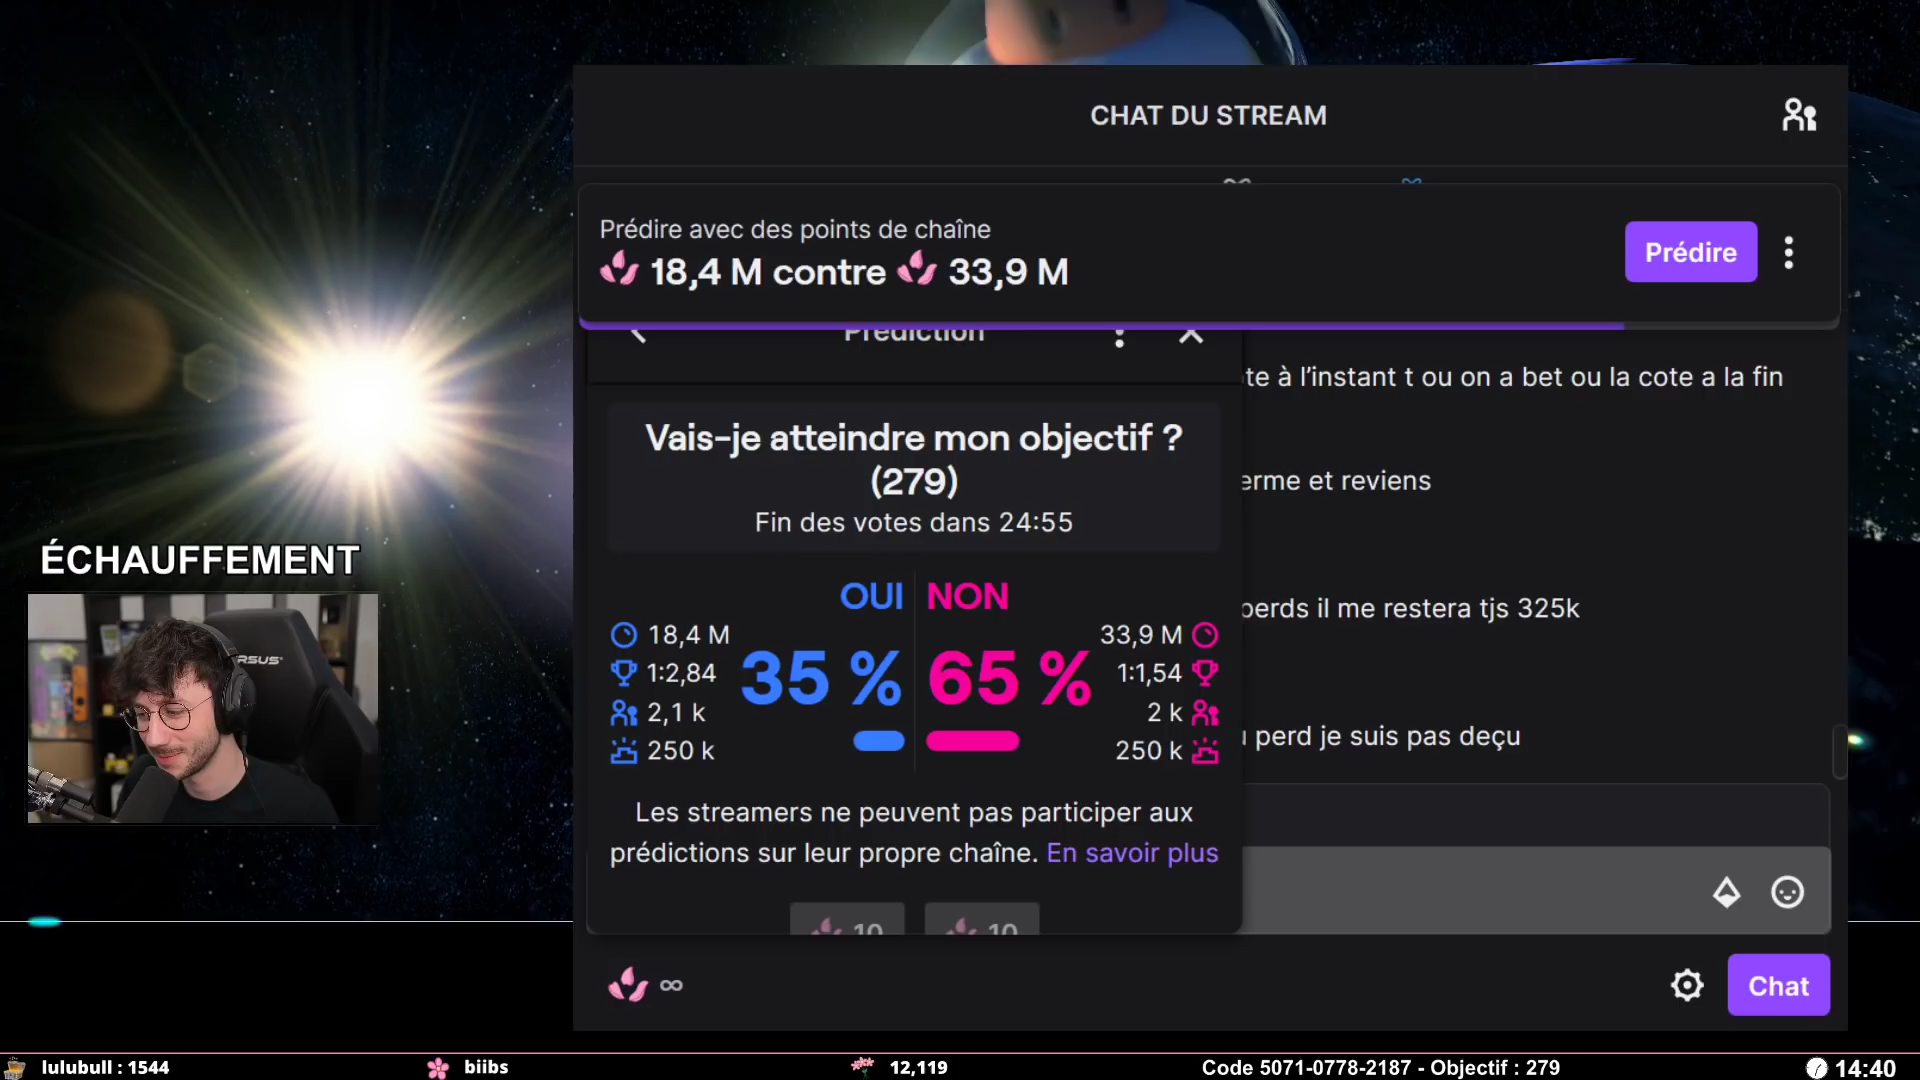 CHAT DU STREAM
Prédire avec des points de chaîne
18,4 M contre 33,9 M
Prédire
Prédiction
te à l'instant t ou on a bet ou la cote a la fin
Vais-je atteindre mon objectif ?
(279)
Fin des votes dans 24:55
erme et reviens
ÉCHAUFFEMENT
OUI NON
18,4 M
1:2,84
2,1 k
250 k
35 %
65 %
33,9 M
1:1,54
2 k
250 k
perds il me restera tjs 325k
perd je suis pas deçu
Les streamers ne peuvent pas participer aux
prédictions sur leur propre chaîne. En savoir plus
10 10
∞
Chat
lulubull : 1544
biibs
12,119
Code 5071-0778-2187 - Objectif : 279
14:40